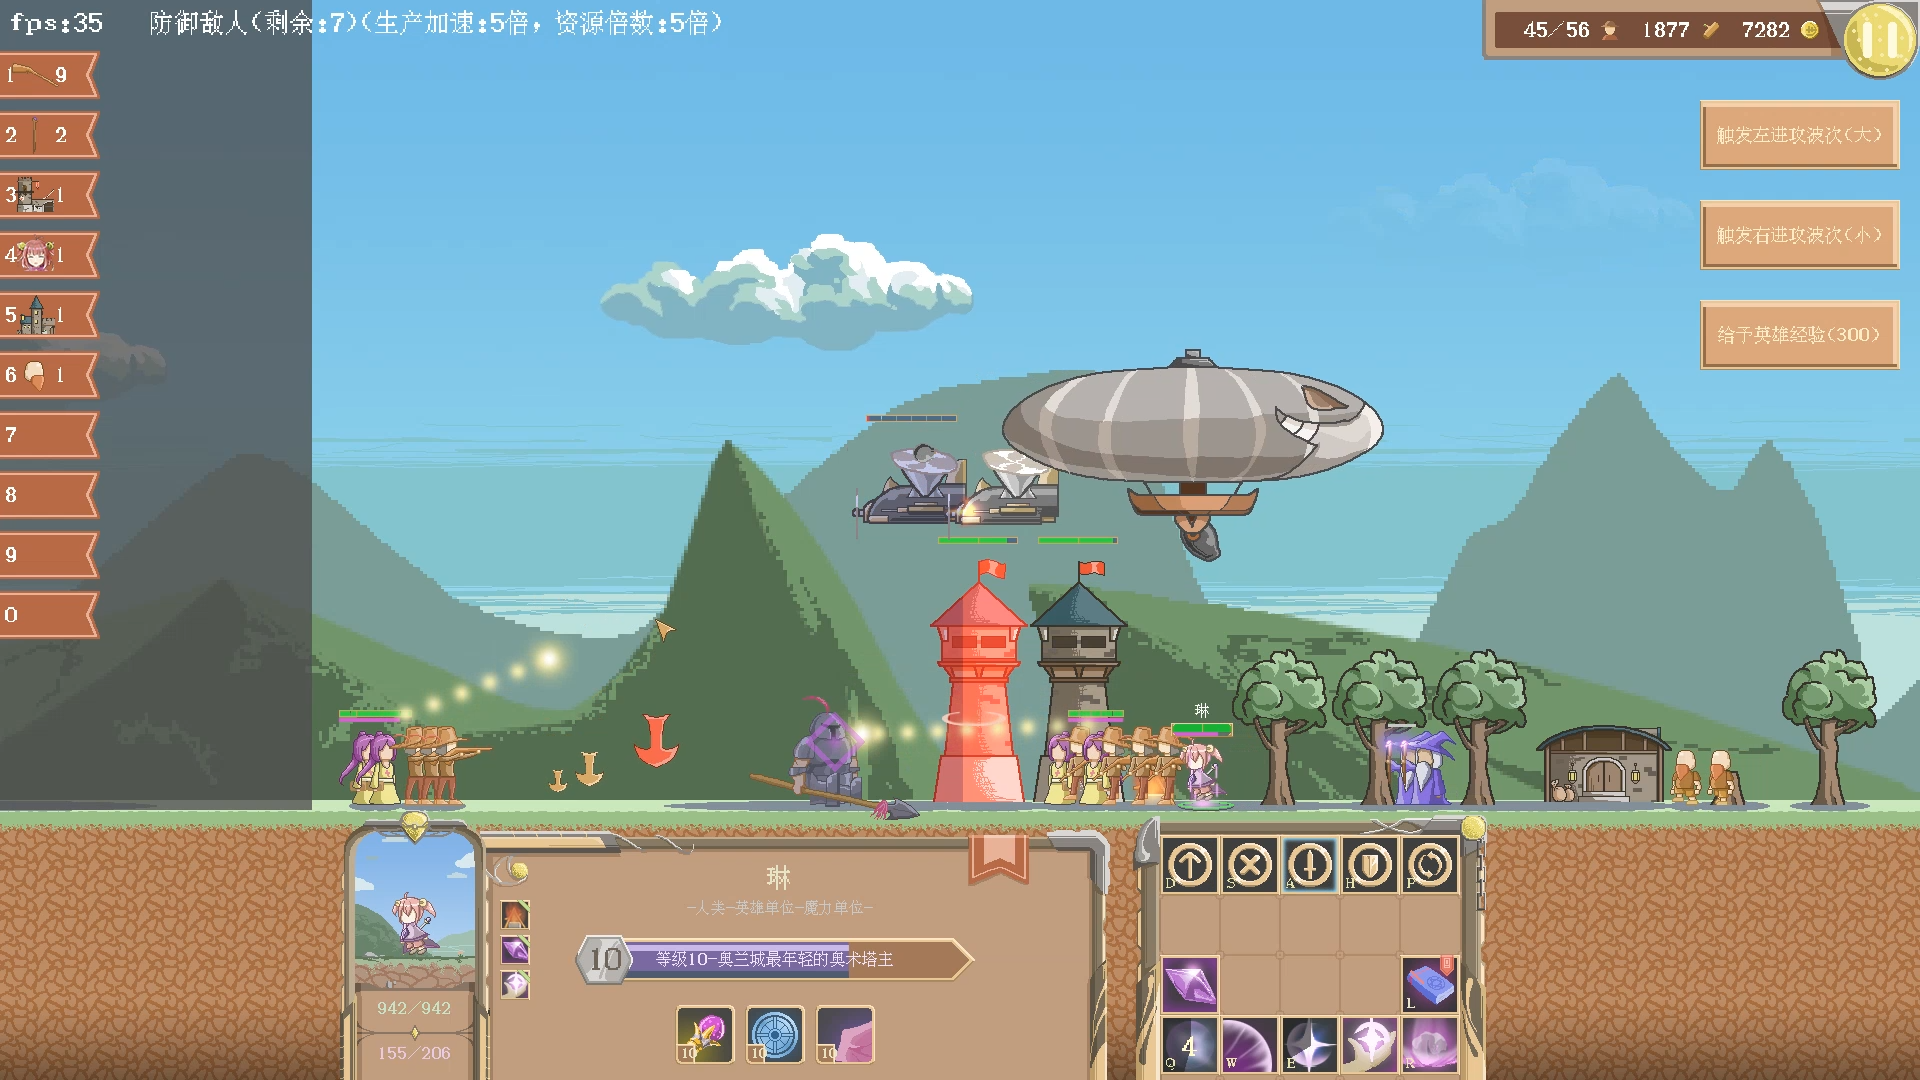 fps:35
防御敌人(剩余:7)(生产加速:5倍，资源倍数:5倍)
45/56
1877
7282
1 9
2 2
3 1
4 1
5 1
6 1
7
8
9
0
触发左进攻波次(大)
触发右进攻波次(小)
给予英雄经验(300)
琳
琳
-人类-英雄单位-魔力单位-
10
等级10-奥兰城最年轻的奥术塔主
10
10
10
942/942
155/206
D
S
A
H
P
L
4
Q
W
E
R